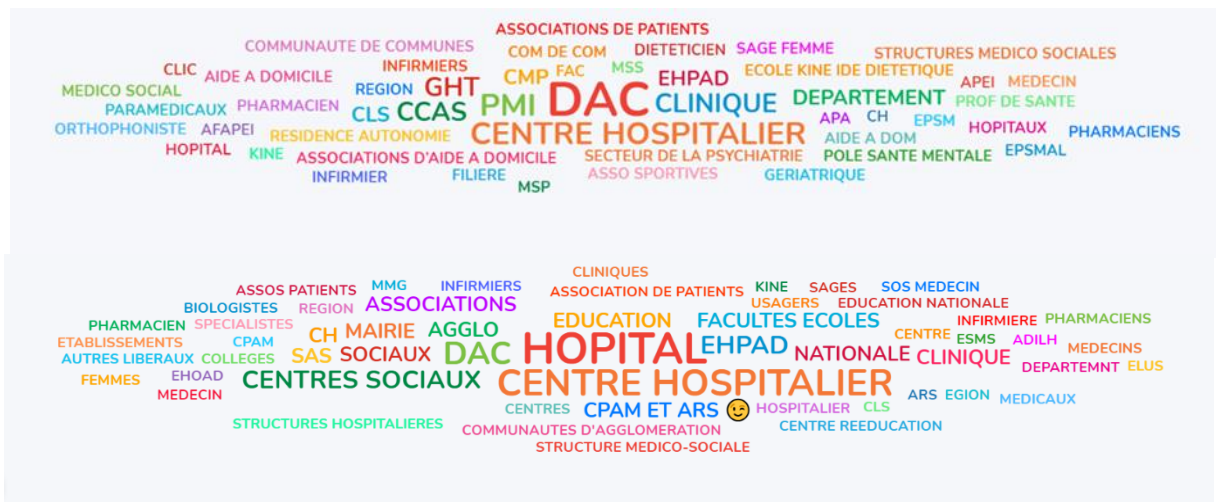 ASSOCIATIONS DE PATIENTS
COMMUNAUTE DE COMMUNES COM DE COM DIETETICIEN SAGE FEMME STRUCTURES MEDICO SOCIALES
CLIC AIDE A DOMICILE INFIRMIERS CMP FAC MSS EHPAD ECOLE KINE IDE DIETETIQUE APEI MEDECIN
MEDICO SOCIAL REGION GHT DAC CLINIQUE DEPARTEMENT PROF DE SANTE
PARAMEDICAUX PHARMACIEN CLS CCAS PMI APA CH EPSM HOPITAUX PHARMACIENS
ORTHOPHONISTE AFAPEI RESIDENCE AUTONOMIE CENTRE HOSPITALIER AIDE A DOM
HOPITAL KINE ASSOCIATIONS D'AIDE A DOMICILE SECTEUR DE LA PSYCHIATRIE POLE SANTE MENTALE EPSMAL
INFIRMIER FILIERE ASSO SPORTIVES GERIATRIQUE
MSP
CLINIQUES
ASSOS PATIENTS MMG INFIRMIERS ASSOCIATION DE PATIENTS KINE SAGES SOS MEDECIN
BIOLOGISTES REGION ASSOCIATIONS USAGERS EDUCATION NATIONALE
PHARMACIEN SPECIALISTES CH MAIRIE AGGLO EDUCATION FACULTES ECOLES INFIRMIERE PHARMACIENS
ETABLISSEMENTS CPAM HOPITAL EHPAD CENTRE ESMS ADILH MEDECINS
AUTRES LIBERAUX COLLEGES SAS SOCIAUX DAC NATIONALE CLINIQUE DEPARTEMNT ELUS
FEMMES EHOAD CENTRES SOCIAUX CENTRE HOSPITALIER
MEDECIN ARS EGION MEDICAUX
CENTRES CPAM ET ARS 😉 HOSPITALIER CLS
STRUCTURES HOSPITALIERES COMMUNAUTES D'AGGLOMERATION CENTRE REEDUCATION
STRUCTURE MEDICO-SOCIALE